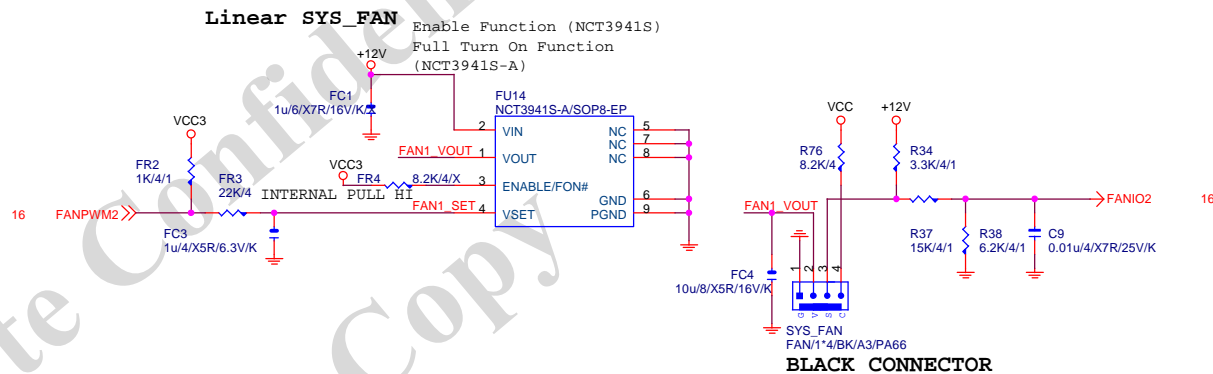 Linear SYS_FAN
Enable Function (NCT3941S)
Full Turn On Function
(NCT3941S-A)
+12V
FC1
1u/6/X7R/16V/K/X
FU14
NCT3941S-A/SOP8-EP
2 VIN
1 VOUT
3 ENABLE/FON#
4 VSET
NC 5
NC 7
NC 8
GND 6
PGND 9
FAN1_VOUT
VCC3
FR4 8.2K/4/X
INTERNAL PULL HI
FAN1_SET
VCC3
FR2
1K/4/1
FR3
22K/4
16 FANPWM2
FC3
1u/4/X5R/6.3V/K
VCC +12V
R76
8.2K/4
R34
3.3K/4/1
FAN1_VOUT
FANIO2 16
R37
15K/4/1
R38
6.2K/4/1
C9
0.01u/4/X7R/25V/K
FC4
10u/8/X5R/16V/K
1 2 3 4
G V S C
SYS_FAN
FAN/1*4/BK/A3/PA66
BLACK CONNECTOR
Confiden
te
Copy